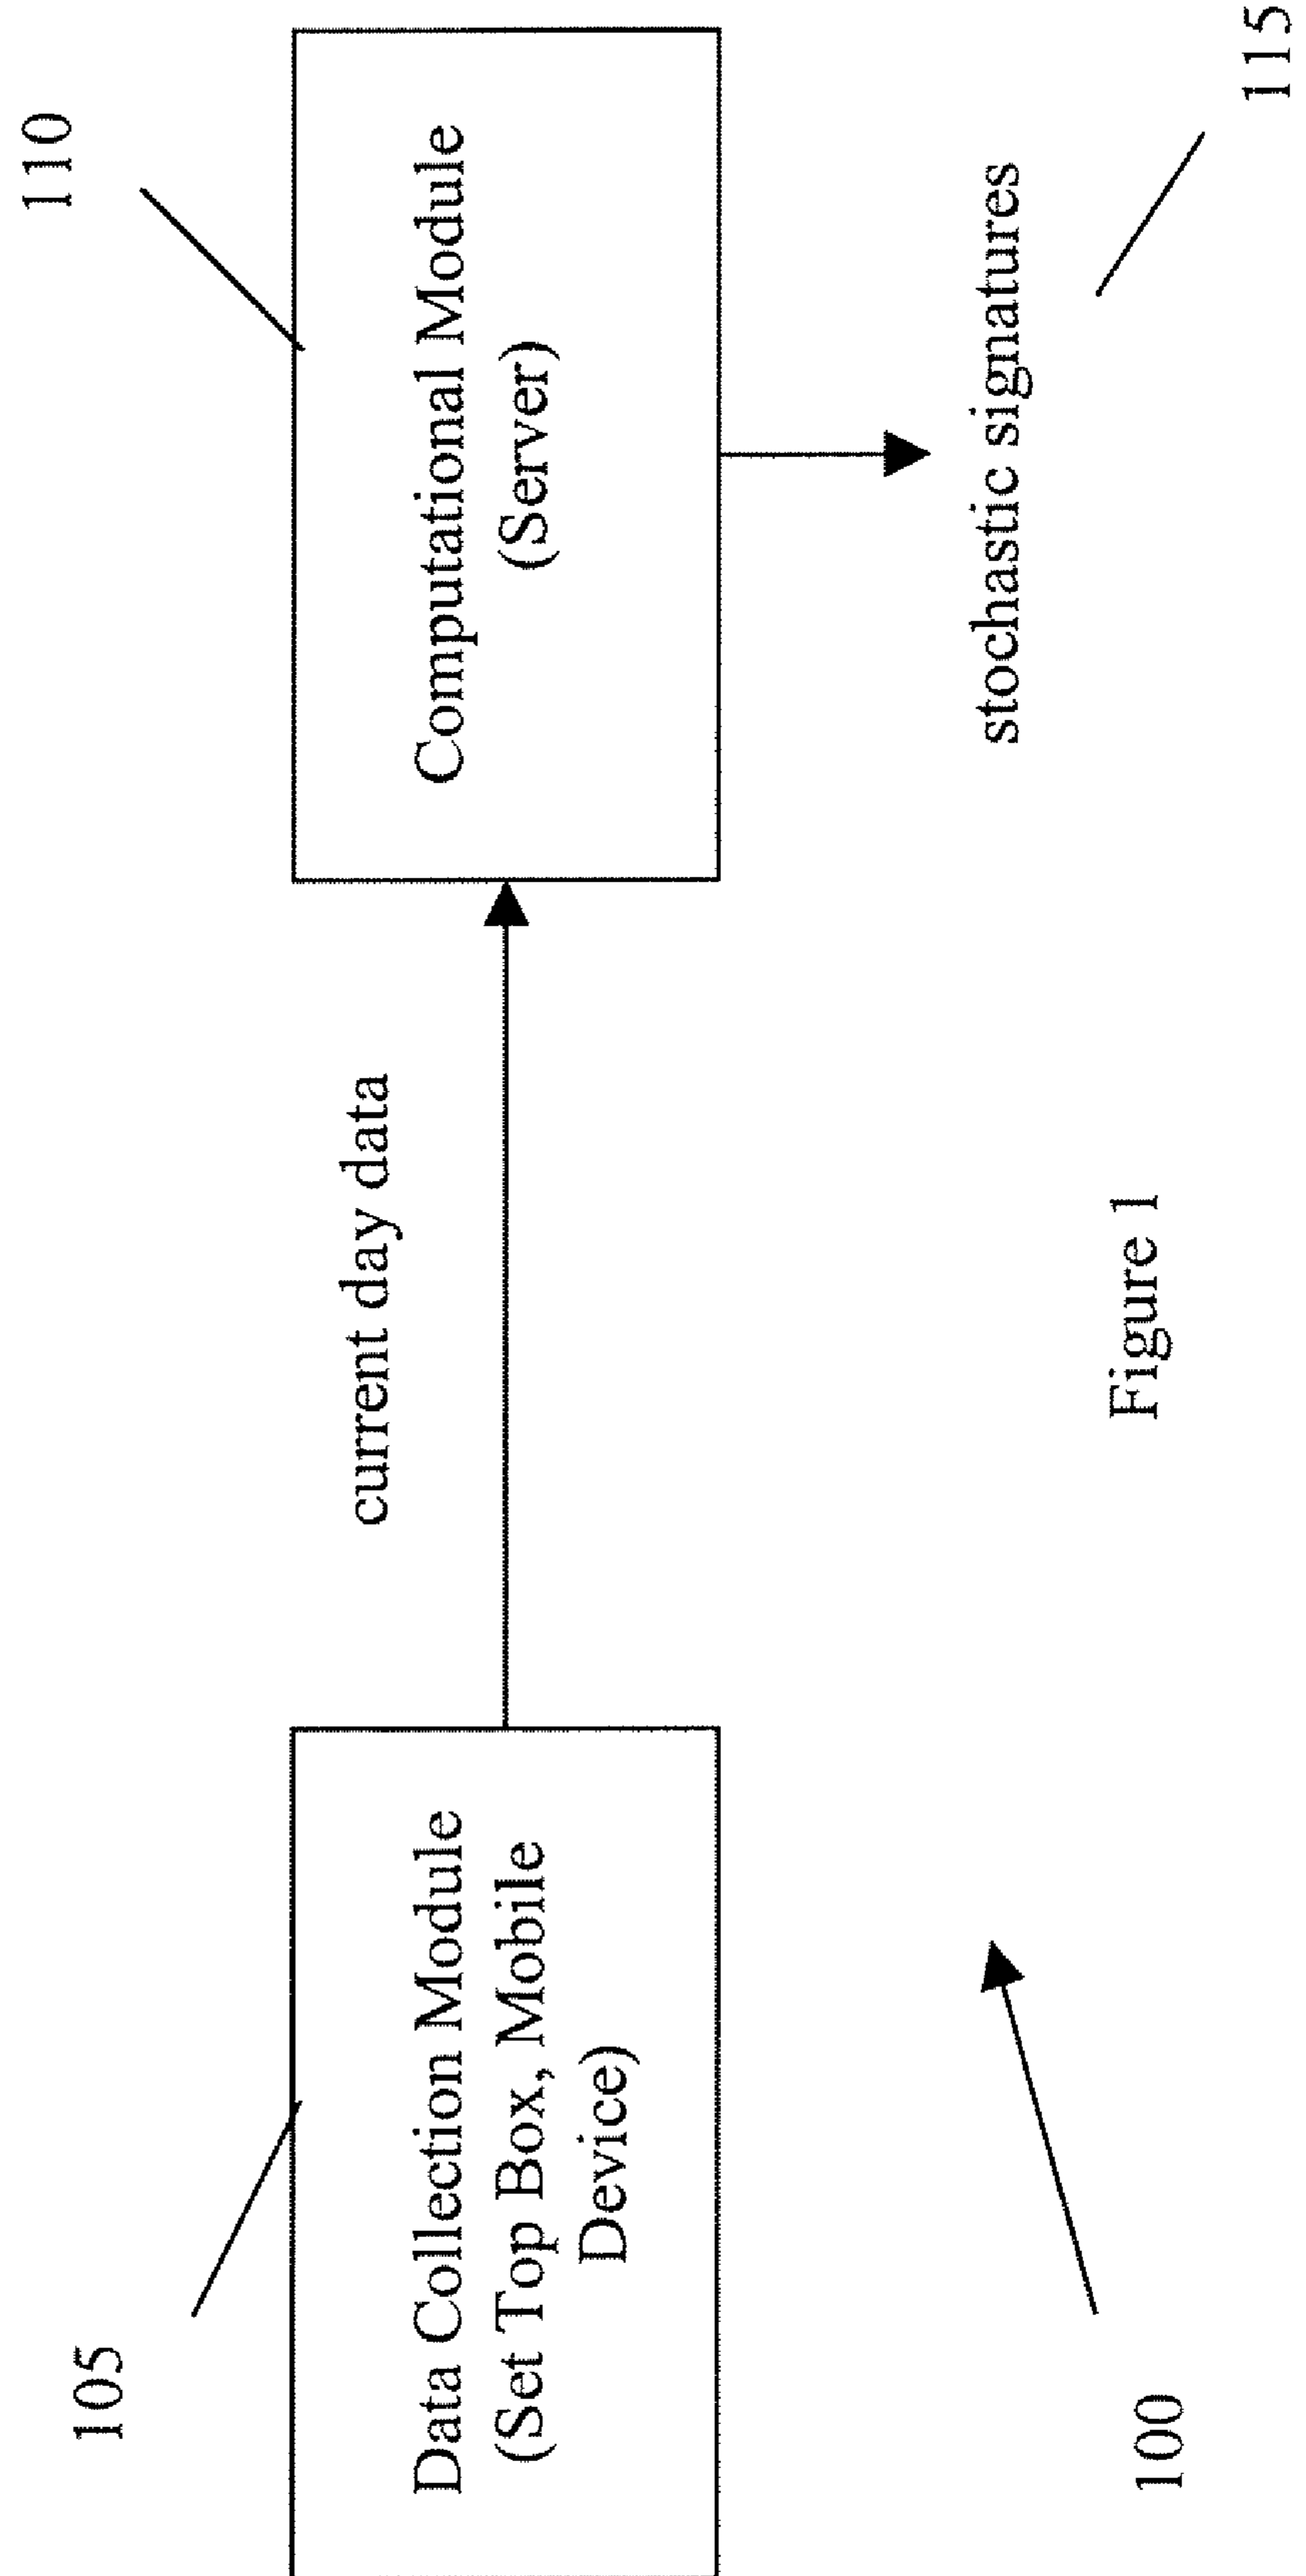 105
110
Data Collection Module
(Set Top Box, Mobile
Device)
current day data
Computational Module
(Server)
stochastic signatures
115
100
Figure 1